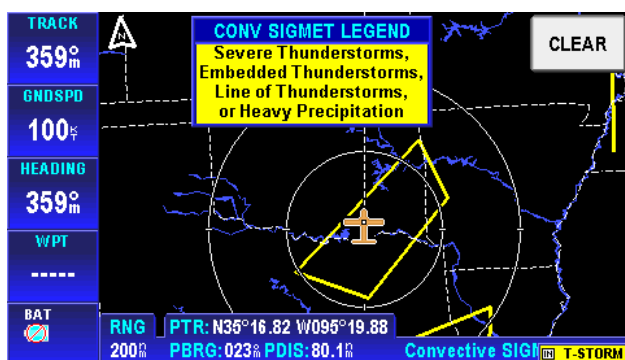 TRACK
359°m
GNDSPD
100KT
HEADING
359°m
WPT
-----
BAT
CONV SIGMET LEGEND
Severe Thunderstorms,
Embedded Thunderstorms,
Line of Thunderstorms,
or Heavy Precipitation
CLEAR
RNG
200nm
PTR: N35°16.82 W095°19.88
PBRG: 023°m PDIS: 80.1nm
Convective SIGM
IN T-STORM